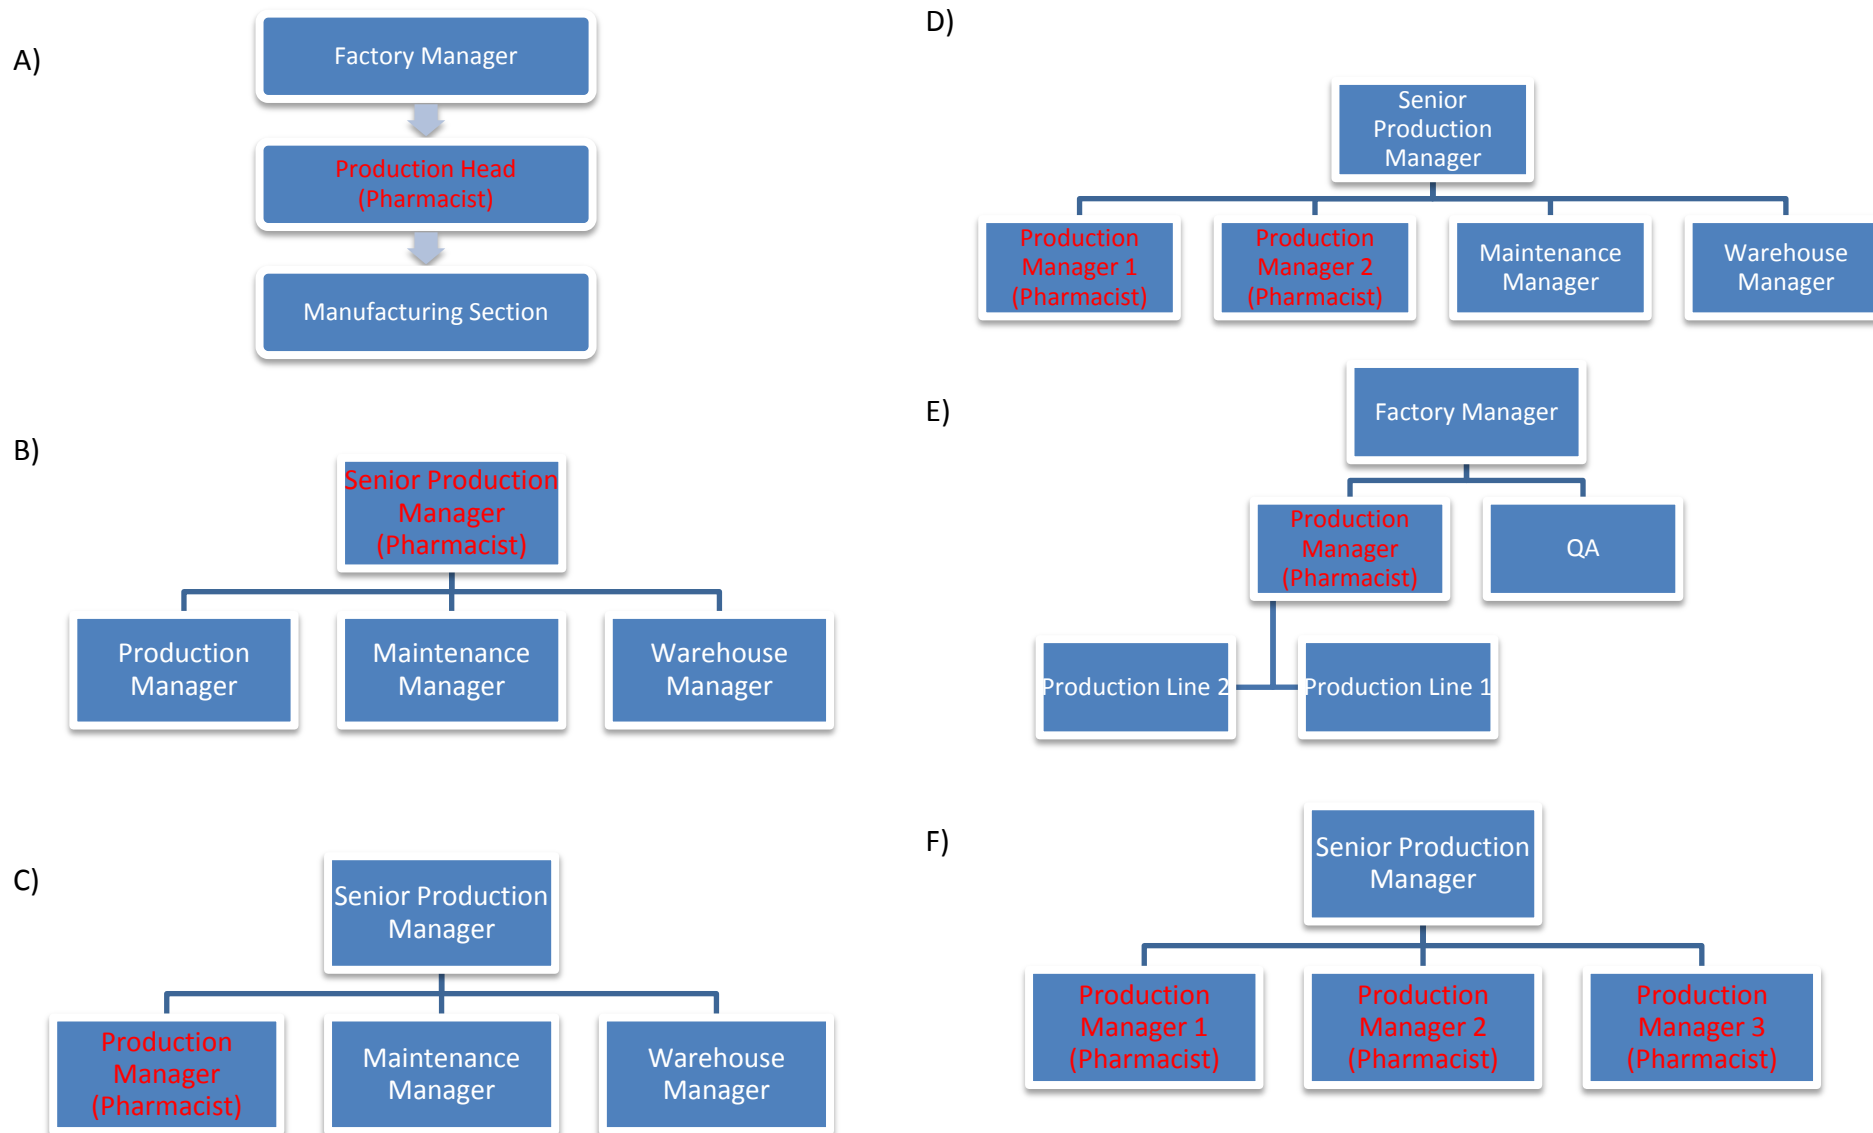 A)
Factory Manager
Production Head
(Pharmacist)
Manufacturing Section
B)
Senior Production
Manager
(Pharmacist)
Production
Manager
Maintenance
Manager
Warehouse
Manager
C)
Senior Production
Manager
Production
Manager
(Pharmacist)
Maintenance
Manager
Warehouse
Manager
D)
Senior
Production
Manager
Production
Manager 1
(Pharmacist)
Production
Manager 2
(Pharmacist)
Maintenance
Manager
Warehouse
Manager
E)
Factory Manager
Production
Manager
(Pharmacist)
QA
Production Line 2
Production Line 1
F)
Senior Production
Manager
Production
Manager 1
(Pharmacist)
Production
Manager 2
(Pharmacist)
Production
Manager 3
(Pharmacist)